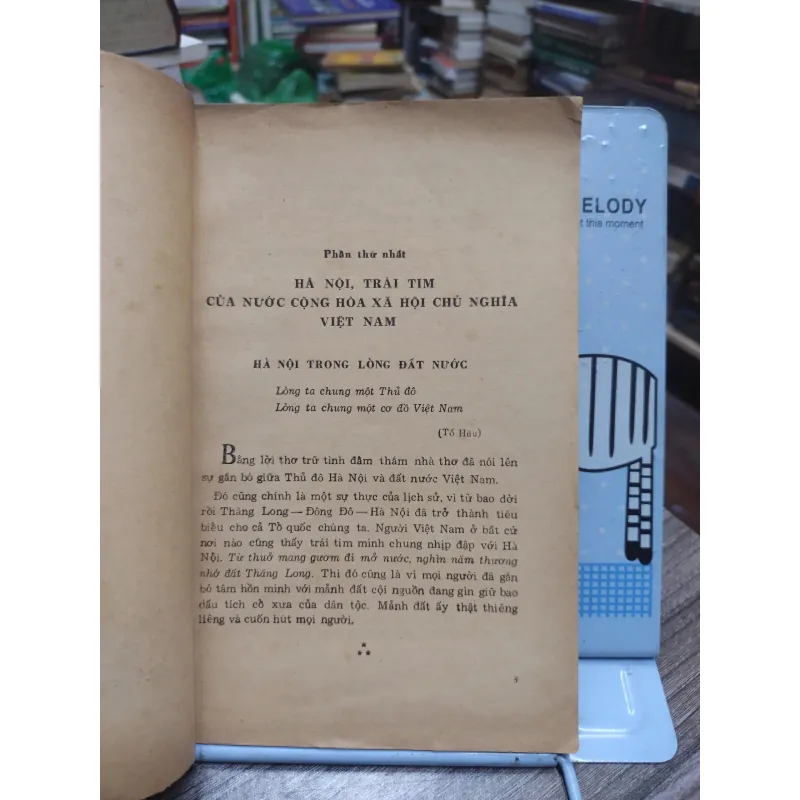 Phần thứ nhất
HÀ NỘI, TRÁI TIM
CỦA NƯỚC CỘNG HÒA XÃ HỘI CHỦ NGHĨA
VIỆT NAM
HÀ NỘI TRONG LÒNG ĐẤT NƯỚC
Lòng ta chung một Thủ đô
Lòng ta chung một cơ đồ Việt Nam
(Tố Hữu)
Bằng lời thơ trữ tình đầm thắm nhà thơ đã nói lên
sự gắn bó giữa Thủ đô Hà Nội và đất nước Việt Nam.
Đó cũng chính là một sự thực của lịch sử, vì từ bao đời
rồi Thăng Long — Đông Đô — Hà Nội đã trở thành tiêu
biểu cho cả Tổ quốc chúng ta. Người Việt Nam ở bất cứ
nơi nào cũng thấy trái tim mình chung nhịp đập với Hà
Nội. Từ thuở mang gươm đi mở nước, nghìn năm thương
nhớ đất Thăng Long. Thi đó cũng là vì mọi người đã gắn
bó tâm hồn mình với mảnh đất cội nguồn đang gìn giữ bao
dấu tích cổ xưa của dân tộc. Mảnh đất ấy thật thiêng
liêng và cuốn hút mọi người.
5
ELODY
t this moment